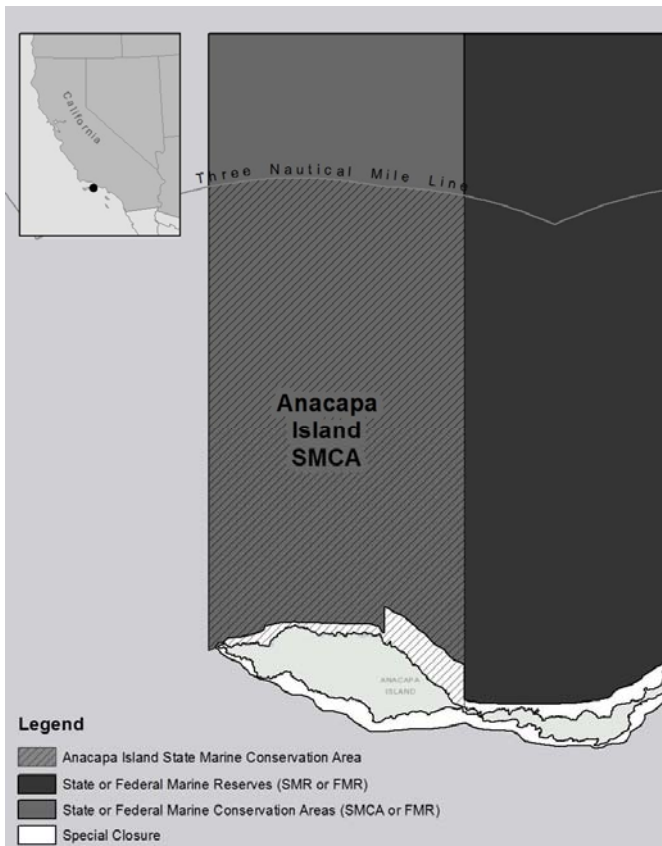 California
Three Nautical Mile Line
Anacapa
Island
SMCA
ANACAPA
ISLAND
Legend
Anacapa Island State Marine Conservation Area
State or Federal Marine Reserves (SMR or FMR)
State or Federal Marine Conservation Areas (SMCA or FMR)
Special Closure